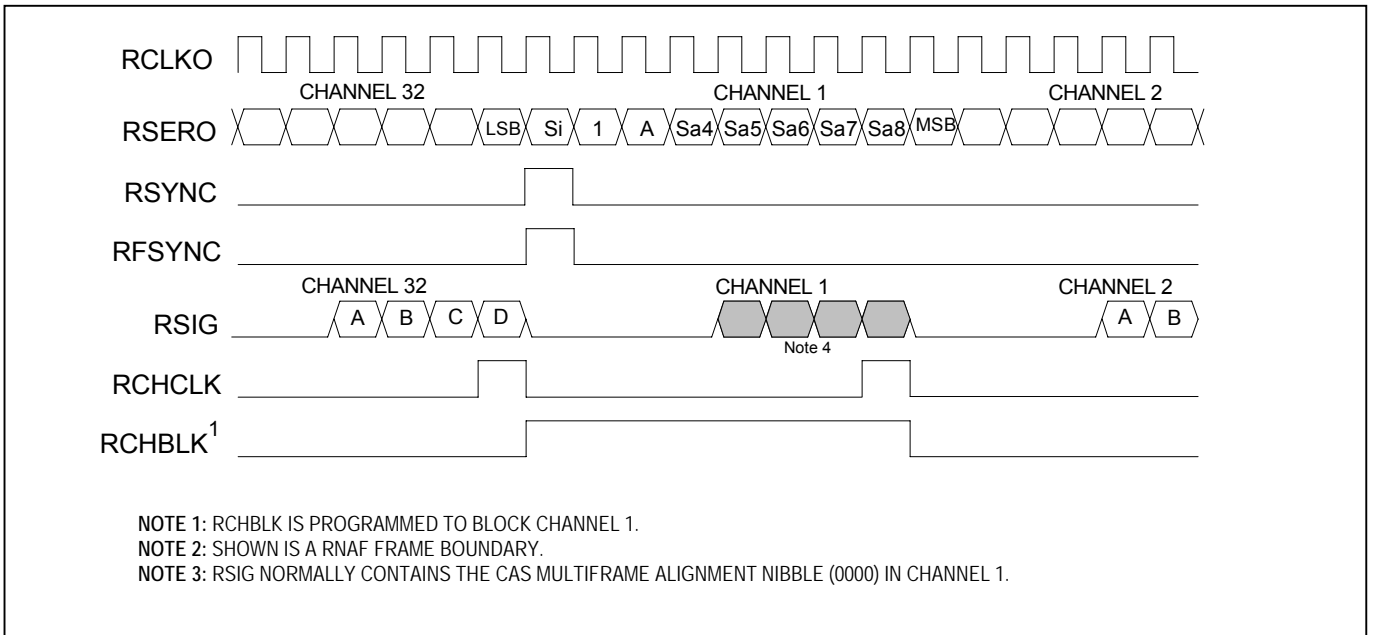 RCLKO
CHANNEL 32 CHANNEL 1 CHANNEL 2
RSERO LSB Si 1 A Sa4 Sa5 Sa6 Sa7 Sa8 MSB
RSYNC
RFSYNC
CHANNEL 32 CHANNEL 1 CHANNEL 2
RSIG A B C D A B
Note 4
RCHCLK
RCHBLK1
NOTE 1: RCHBLK IS PROGRAMMED TO BLOCK CHANNEL 1.
NOTE 2: SHOWN IS A RNAF FRAME BOUNDARY.
NOTE 3: RSIG NORMALLY CONTAINS THE CAS MULTIFRAME ALIGNMENT NIBBLE (0000) IN CHANNEL 1.